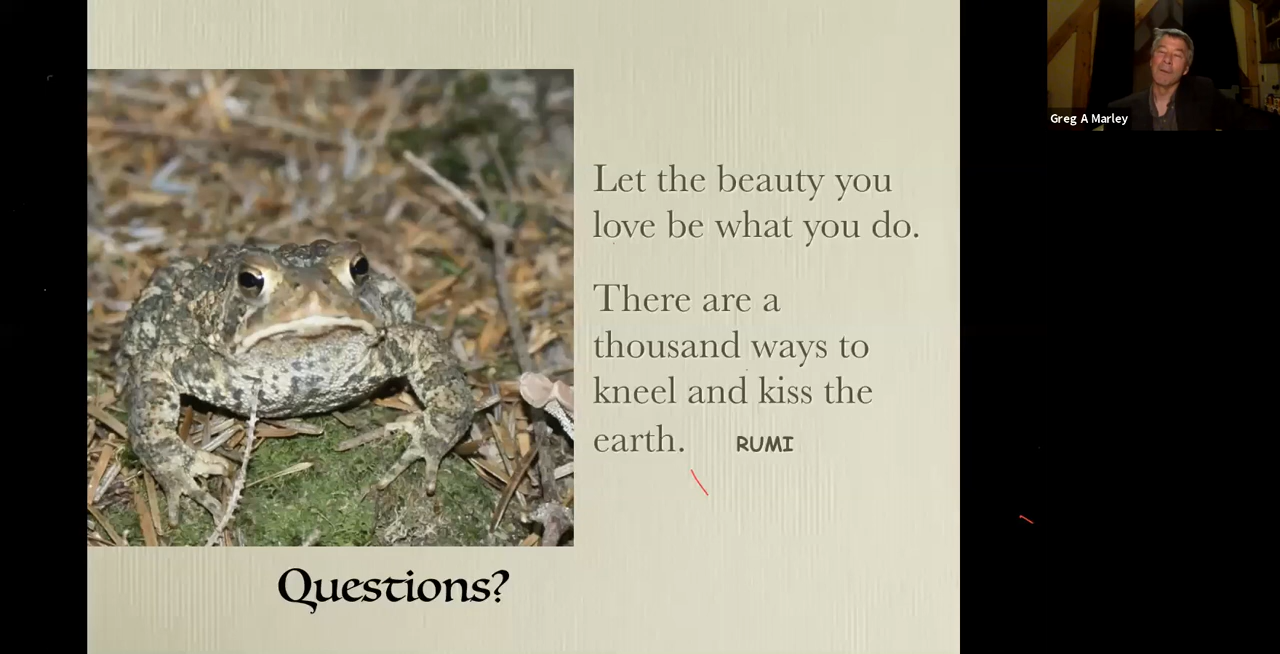 Let the beauty you
love be what you do.
There are a
thousand ways to
kneel and kiss the
earth. RUMI
Questions?
Greg A Marley